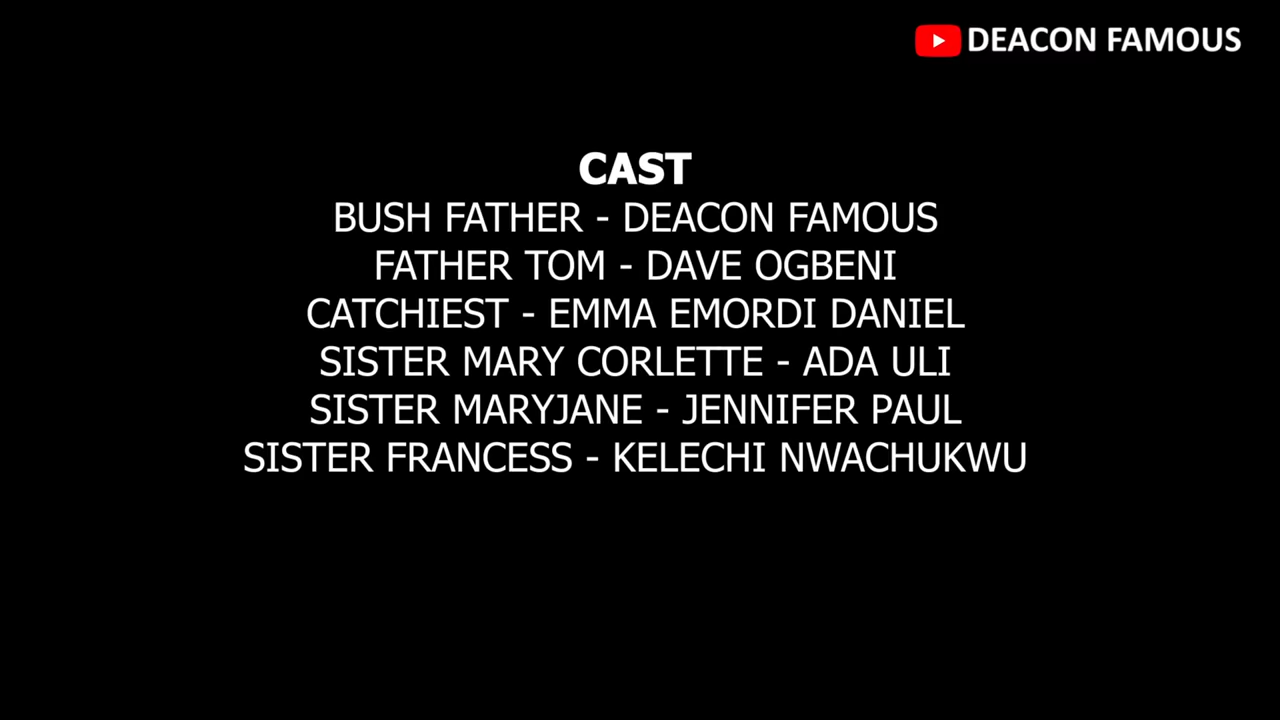 DEACON FAMOUS
CAST
BUSH FATHER - DEACON FAMOUS
FATHER TOM - DAVE OGBENI
CATCHIEST - EMMA EMORDI DANIEL
SISTER MARY CORLETTE - ADA ULI
SISTER MARYJANE - JENNIFER PAUL
SISTER FRANCESS - KELECHI NWACHUKWU